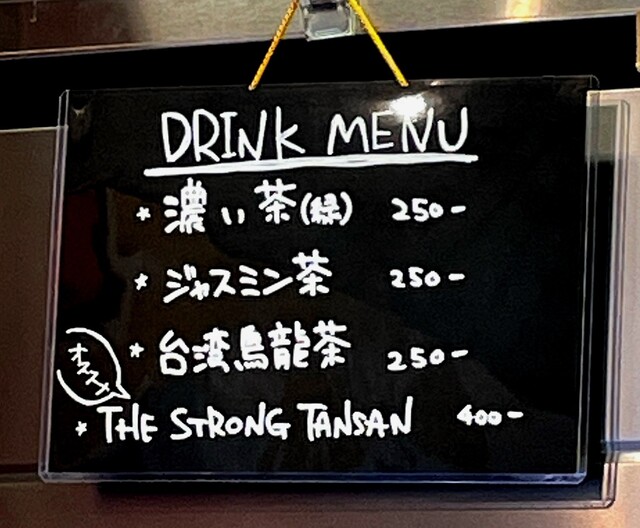 DRINK MENU
* 濃い茶(緑) 250-
* ジャスミン茶 250-
* 台湾烏龍茶 250-
オススメ
* THE STRONG TANSAN 400-